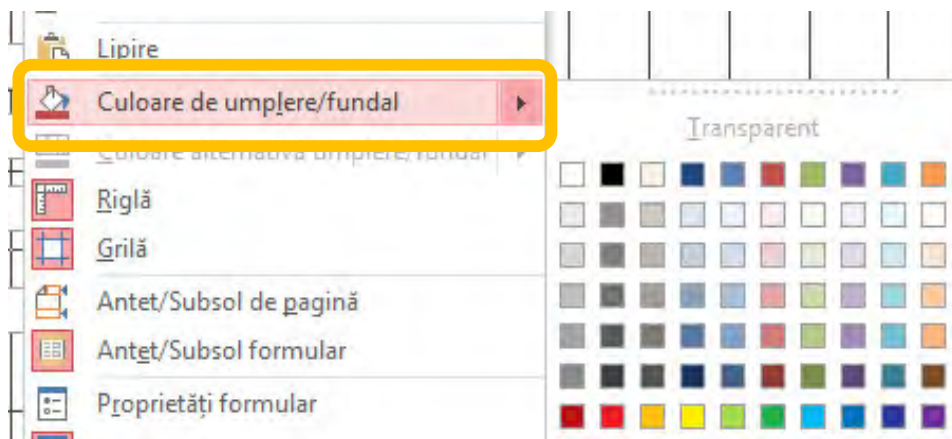 Lipire
Culoare de umplere/fundal
Transparent
Culoare alternativă umplere/fundal
Riglă
Grilă
Antet/Subsol de pagină
Antet/Subsol formular
Proprietăți formular